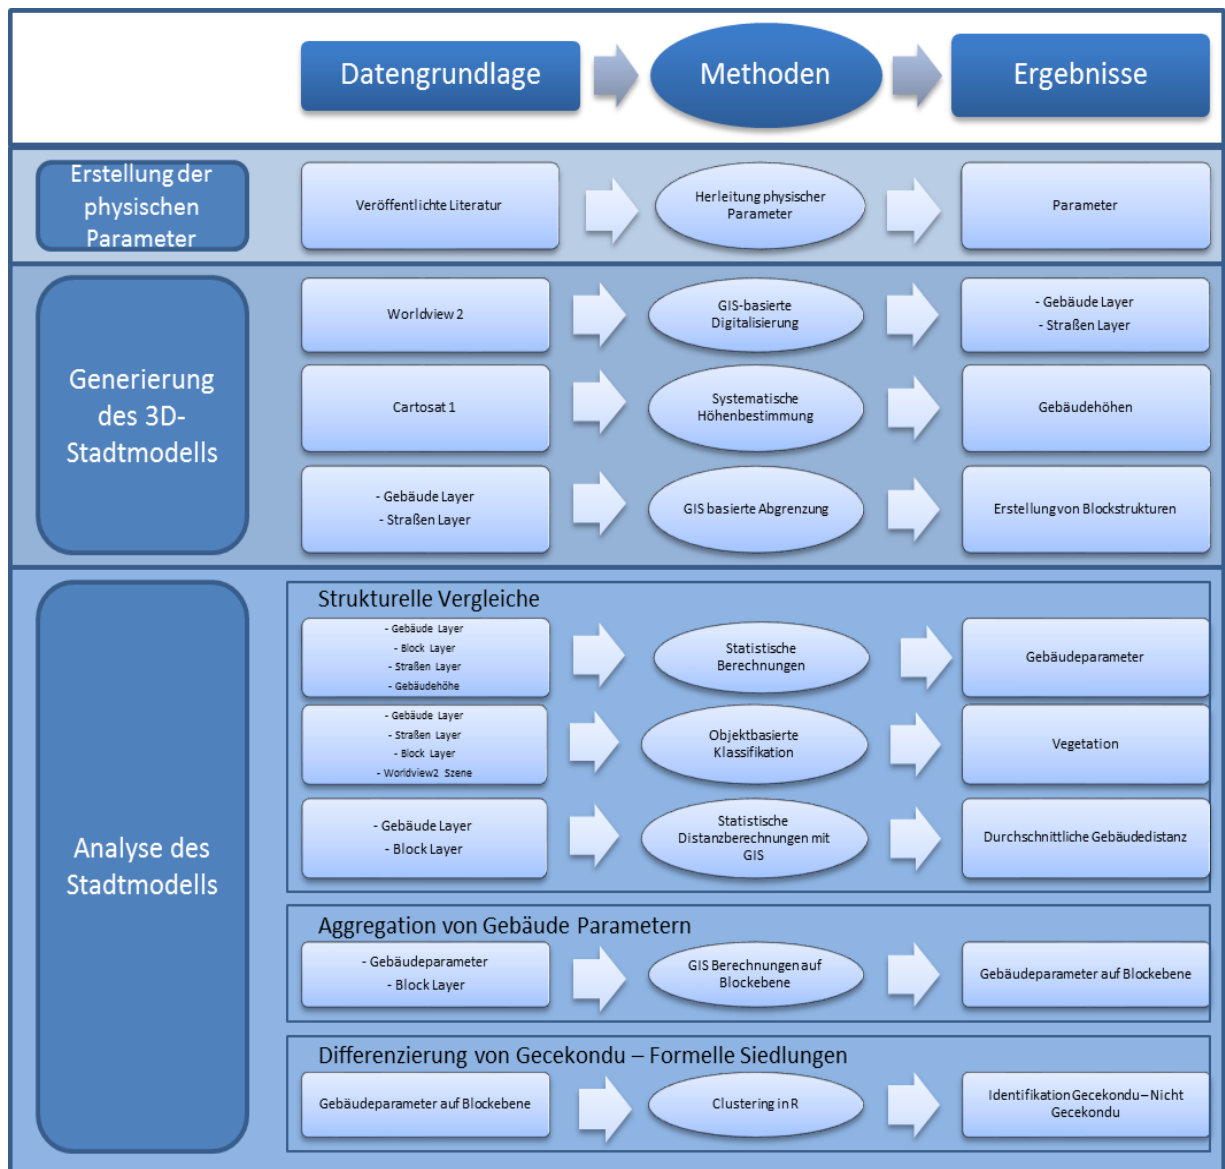 Datengrundlage
Methoden
Ergebnisse
Erstellung der
physischen
Parameter
Veröffentlichte Literatur
Herleitung physischer
Parameter
Parameter
Generierung
des 3D-
Stadtmodells
Worldview 2
GIS-basierte
Digitalisierung
- Gebäude Layer
- Straßen Layer
Cartosat 1
Systematische
Höhenbestimmung
Gebäudehöhen
- Gebäude Layer
- Straßen Layer
GIS basierte Abgrenzung
Erstellung von Blockstrukturen
Analyse des
Stadtmodells
Strukturelle Vergleiche
- Gebäude Layer
- Block Layer
- Straßen Layer
- Gebäudehöhe
Statistische
Berechnungen
Gebäudeparameter
- Gebäude Layer
- Straßen Layer
- Block Layer
- Worldview2 Szene
Objektbasierte
Klassifikation
Vegetation
- Gebäude Layer
- Block Layer
Statistische
Distanzberechnungen mit
GIS
Durchschnittliche Gebäudedistanz
Aggregation von Gebäude Parametern
- Gebäudeparameter
- Block Layer
GIS Berechnungen auf
Blockebene
Gebäudeparameter auf Blockebene
Differenzierung von Gecekondu – Formelle Siedlungen
Gebäudeparameter auf Blockebene
Clustering in R
Identifikation Gecekondu – Nicht
Gecekondu